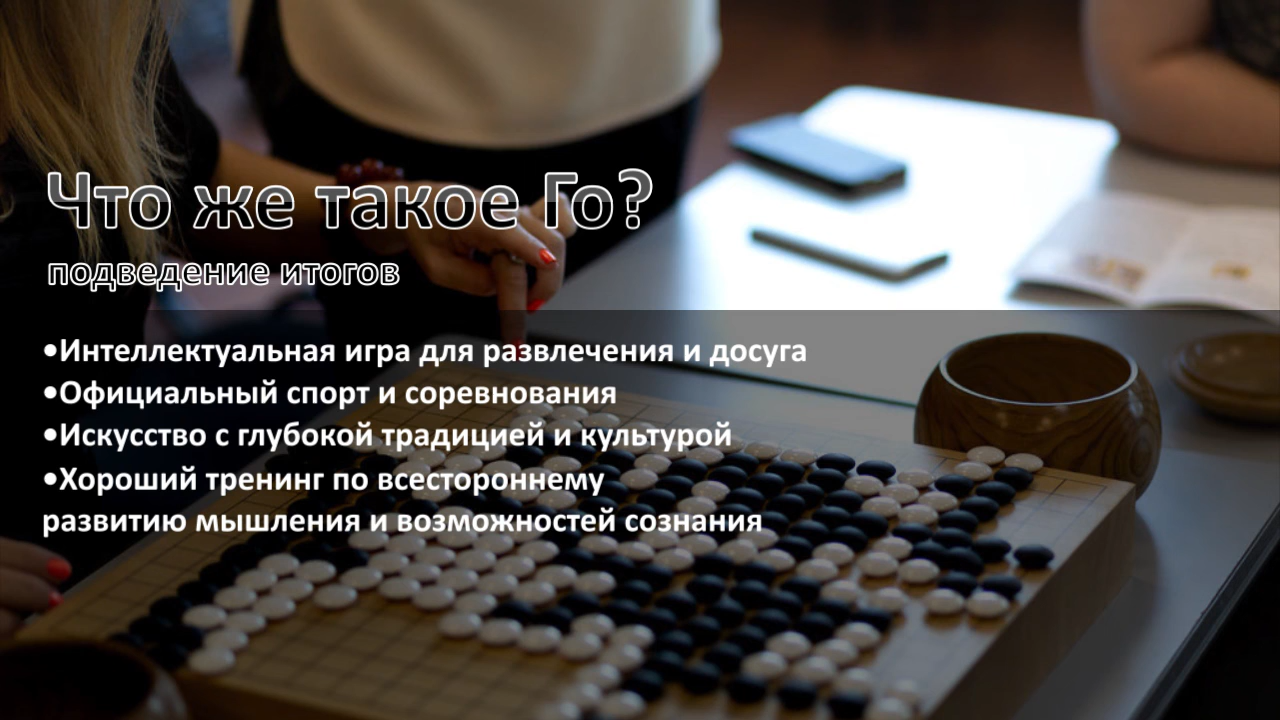 Что же такое Го?
подведение итогов
•Интеллектуальная игра для развлечения и досуга
•Официальный спорт и соревнования
•Искусство с глубокой традицией и культурой
•Хороший тренинг по всестороннему
развитию мышления и возможностей сознания